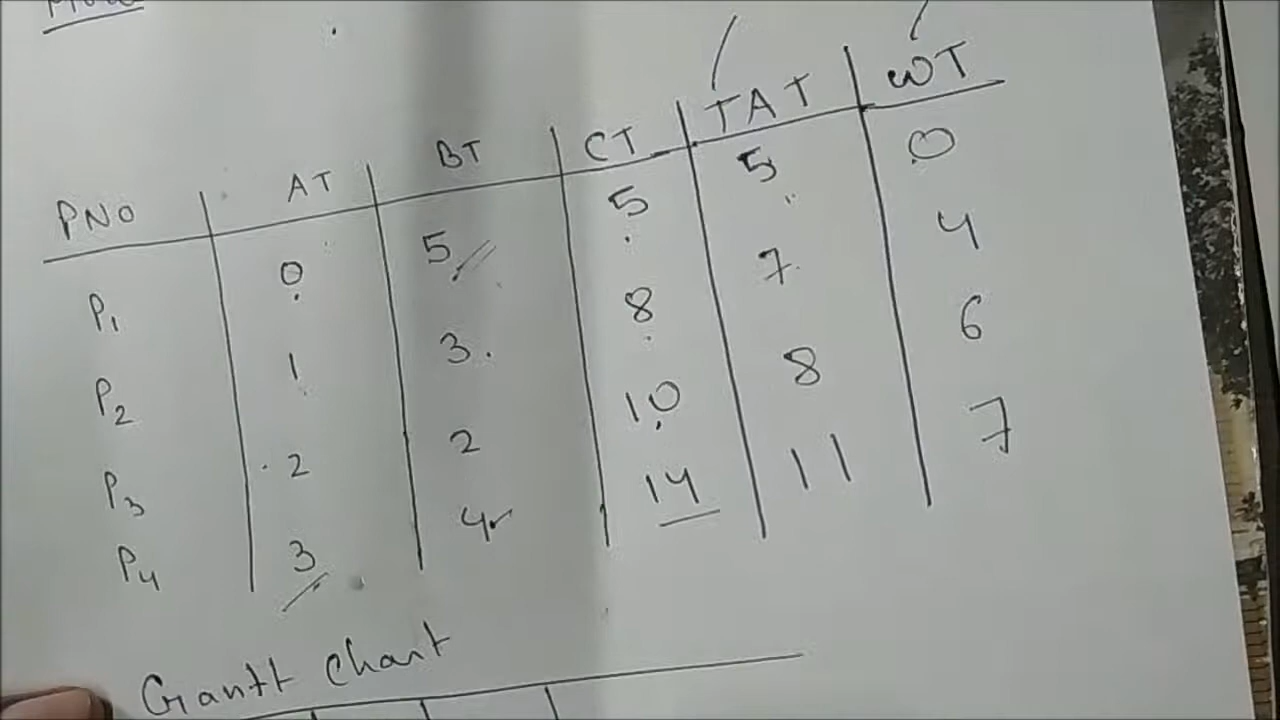 PNO AT BT CT TAT WT
P1 0 5 5 5 0
P2 1 3 8 7 4
P3 2 2 10 8 6
P4 3 4 14 11 7
Gantt Chart